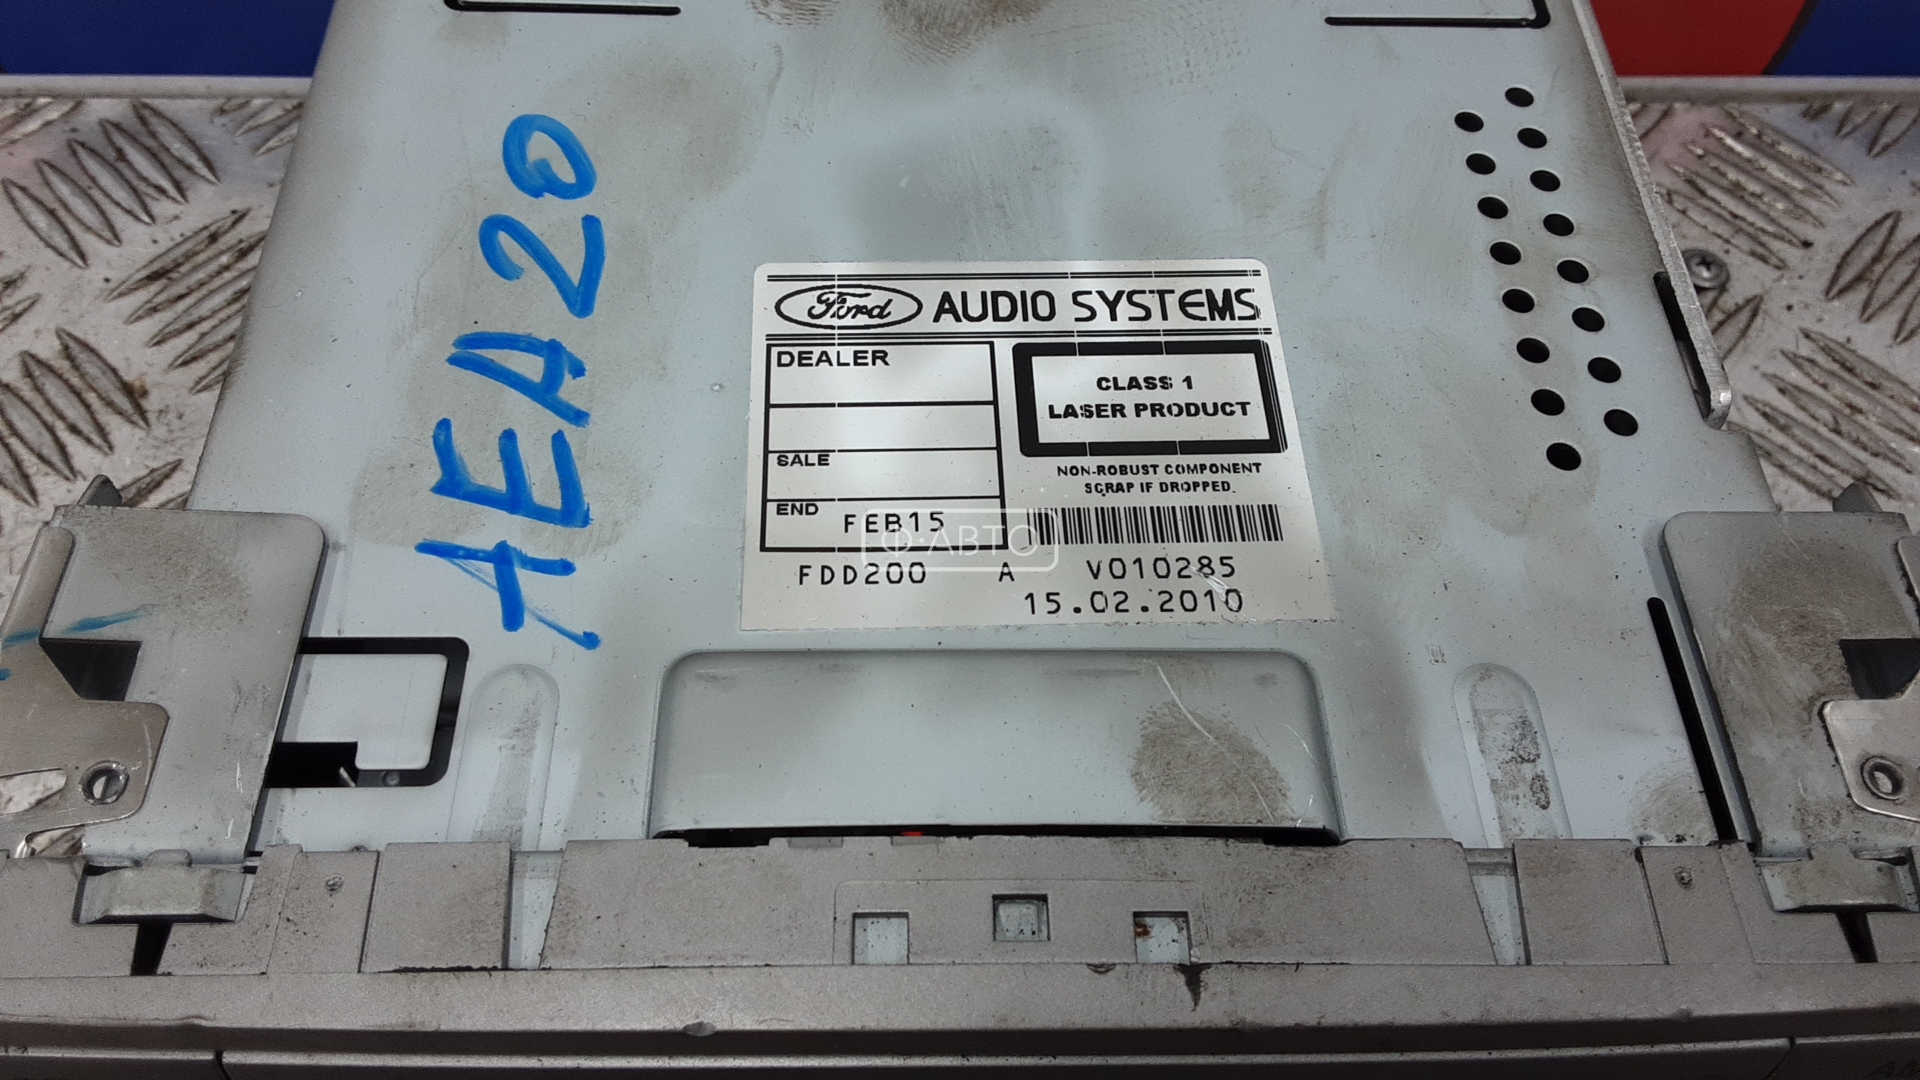 AEA20
Ford AUDIO SYSTEMS
DEALER
CLASS 1
LASER PRODUCT
SALE
NON-ROBUST COMPONENT
SCRAP IF DROPPED
END FEB15
Ф·АВТО
FDD200 A V010285
15.02.2010